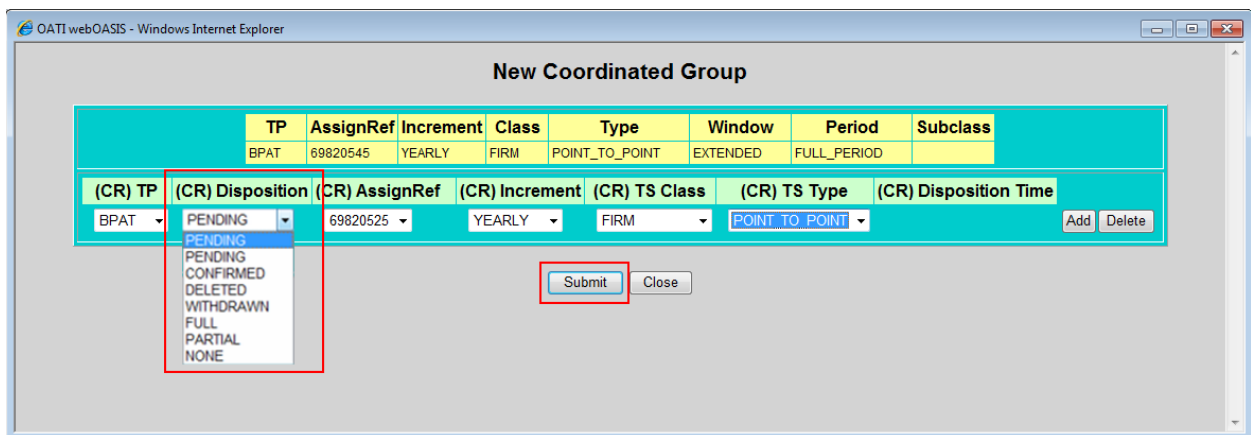 OATI webOASIS - Windows Internet Explorer
New Coordinated Group
TP AssignRef Increment Class Type Window Period Subclass
BPAT 69820545 YEARLY FIRM POINT_TO_POINT EXTENDED FULL_PERIOD
(CR) TP (CR) Disposition (CR) AssignRef (CR) Increment (CR) TS Class (CR) TS Type (CR) Disposition Time
BPAT PENDING 69820525 YEARLY FIRM POINT_TO_POINT Add Delete
PENDING
PENDING
CONFIRMED
DELETED
WITHDRAWN
FULL
PARTIAL
NONE
Submit Close